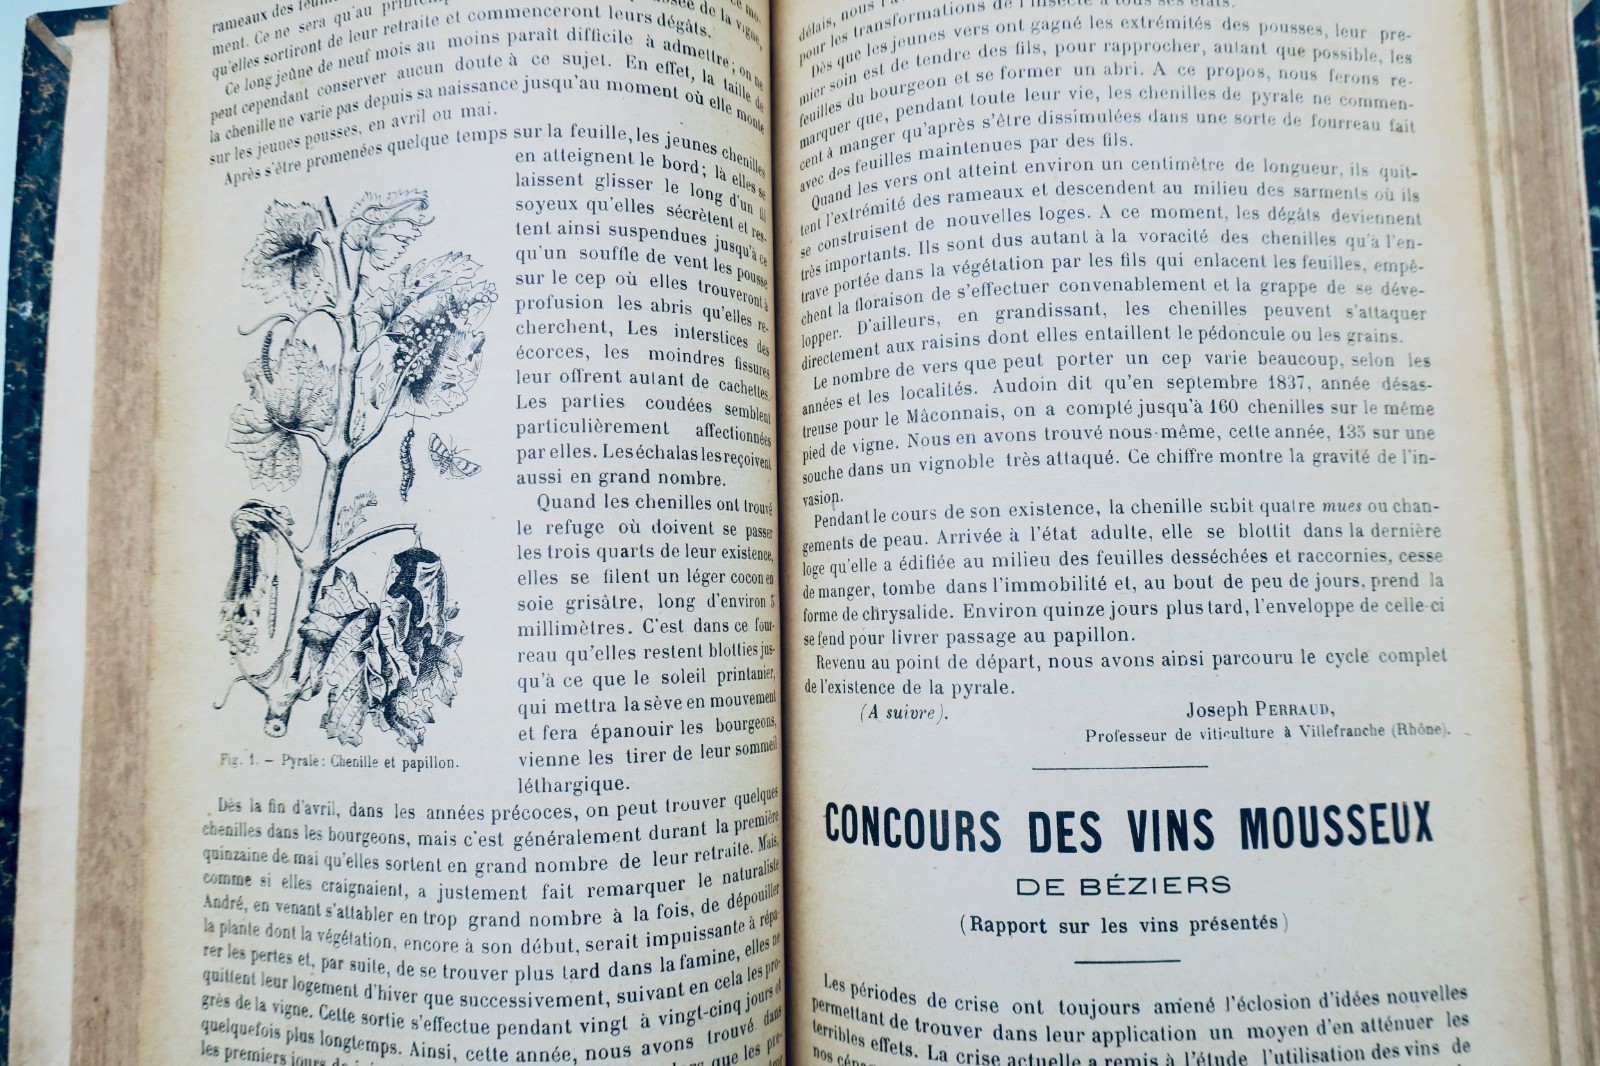 rameaux des
ment. Ce ne sera qu'au
qu'elles sortiront de leur retraite et commenceront leurs dégâts.
Ce long jeûne de neuf mois au moins paraît difficile à admettre ; on ne
peut cependant conserver aucun doute à ce sujet. En effet, la taille de
la chenille ne varie pas depuis sa naissance jusqu'au moment où elle monte
sur les jeunes pousses, en avril ou mai.
Après s'être promenées quelque temps sur la feuille, les jeunes chenilles
en atteignent le bord ; là elles se
laissent glisser le long d'un fil
soyeux qu'elles sécrètent et res-
tent ainsi suspendues jusqu'à ce
qu'un souffle de vent les pousse
sur le cep où elles trouveront à
profusion les abris qu'elles re-
cherchent, Les interstices des
écorces, les moindres fissures
leur offrent autant de cachettes.
Les parties coudées semblent
particulièrement affectionnées
par elles. Les échalas les reçoivent
aussi en grand nombre.
Quand les chenilles ont trouvé
le refuge où doivent se passer
les trois quarts de leur existence,
elles se filent un léger cocon en
soie grisâtre, long d'environ 5
millimètres. C'est dans ce four-
reau qu'elles restent blotties jus-
qu'à ce que le soleil printanier,
qui mettra la sève en mouvement
et fera épanouir les bourgeons,
vienne les tirer de leur sommeil
léthargique.
Fig. 1. — Pyrale : Chenille et papillon.
Dès la fin d'avril, dans les années précoces, on peut trouver quelques
chenilles dans les bourgeons, mais c'est généralement durant la première
quinzaine de mai qu'elles sortent en grand nombre de leur retraite. Mais,
comme si elles craignaient, a justement fait remarquer le naturaliste
André, en venant s'attabler en trop grand nombre à la fois, de dépouiller
la plante dont la végétation, encore à son début, serait impuissante à répa-
rer les pertes et, par suite, de se trouver plus tard dans la famine, elles ne
quittent leur logement d'hiver que successivement, suivant en cela les pro-
grès de la vigne. Cette sortie s'effectue pendant vingt à vingt-cinq jours et
quelquefois plus longtemps. Ainsi, cette année, nous avons trouvé, dans
les premiers jours de que les pre-
délais, nous
pour les transformations de l'insecte à tous ses états.
Dès que les jeunes vers ont gagné les extrémités des pousses, leur pre-
mier soin est de tendre des fils, pour rapprocher, autant que possible, les
feuilles du bourgeon et se former un abri. A ce propos, nous ferons re-
marquer que, pendant toute leur vie, les chenilles de pyrale ne commen-
cent à manger qu'après s'être dissimulées dans une sorte de fourreau fait
avec des feuilles maintenues par des fils.
Quand les vers ont atteint environ un centimètre de longueur, ils quit-
tent l'extrémité des rameaux et descendent au milieu des sarments où ils
se construisent de nouvelles loges. A ce moment, les dégâts deviennent
très importants. Ils sont dus autant à la voracité des chenilles qu'à l'en-
trave portée dans la végétation par les fils qui enlacent les feuilles, empê-
chent la floraison de s'effectuer convenablement et la grappe de se déve-
lopper. D'ailleurs, en grandissant, les chenilles peuvent s'attaquer
directement aux raisins dont elles entaillent le pédoncule ou les grains.
Le nombre de vers que peut porter un cep varie beaucoup, selon les
années et les localités. Audoin dit qu'en septembre 1837, année désas-
treuse pour le Mâconnais, on a compté jusqu'à 160 chenilles sur le même
pied de vigne. Nous en avons trouvé nous-même, cette année, 135 sur une
souche dans un vignoble très attaqué. Ce chiffre montre la gravité de l'in-
vasion.
Pendant le cours de son existence, la chenille subit quatre mues ou chan-
gements de peau. Arrivée à l'état adulte, elle se blottit dans la dernière
loge qu'elle a édifiée au milieu des feuilles desséchées et raccornies, cesse
de manger, tombe dans l'immobilité et, au bout de peu de jours, prend la
forme de chrysalide. Environ quinze jours plus tard, l'enveloppe de celle-ci
se fend pour livrer passage au papillon.
Revenu au point de départ, nous avons ainsi parcouru le cycle complet
de l'existence de la pyrale.
(A suivre). Joseph PERRAUD,
Professeur de viticulture à Villefranche (Rhône).
CONCOURS DES VINS MOUSSEUX
DE BÉZIERS
(Rapport sur les vins présentés)
Les périodes de crise ont toujours amené l'éclosion d'idées nouvelles
permettant de trouver dans leur application un moyen d'en atténuer les
terribles effets. La crise actuelle a remis à l'étude l'utilisation des vins de
nos